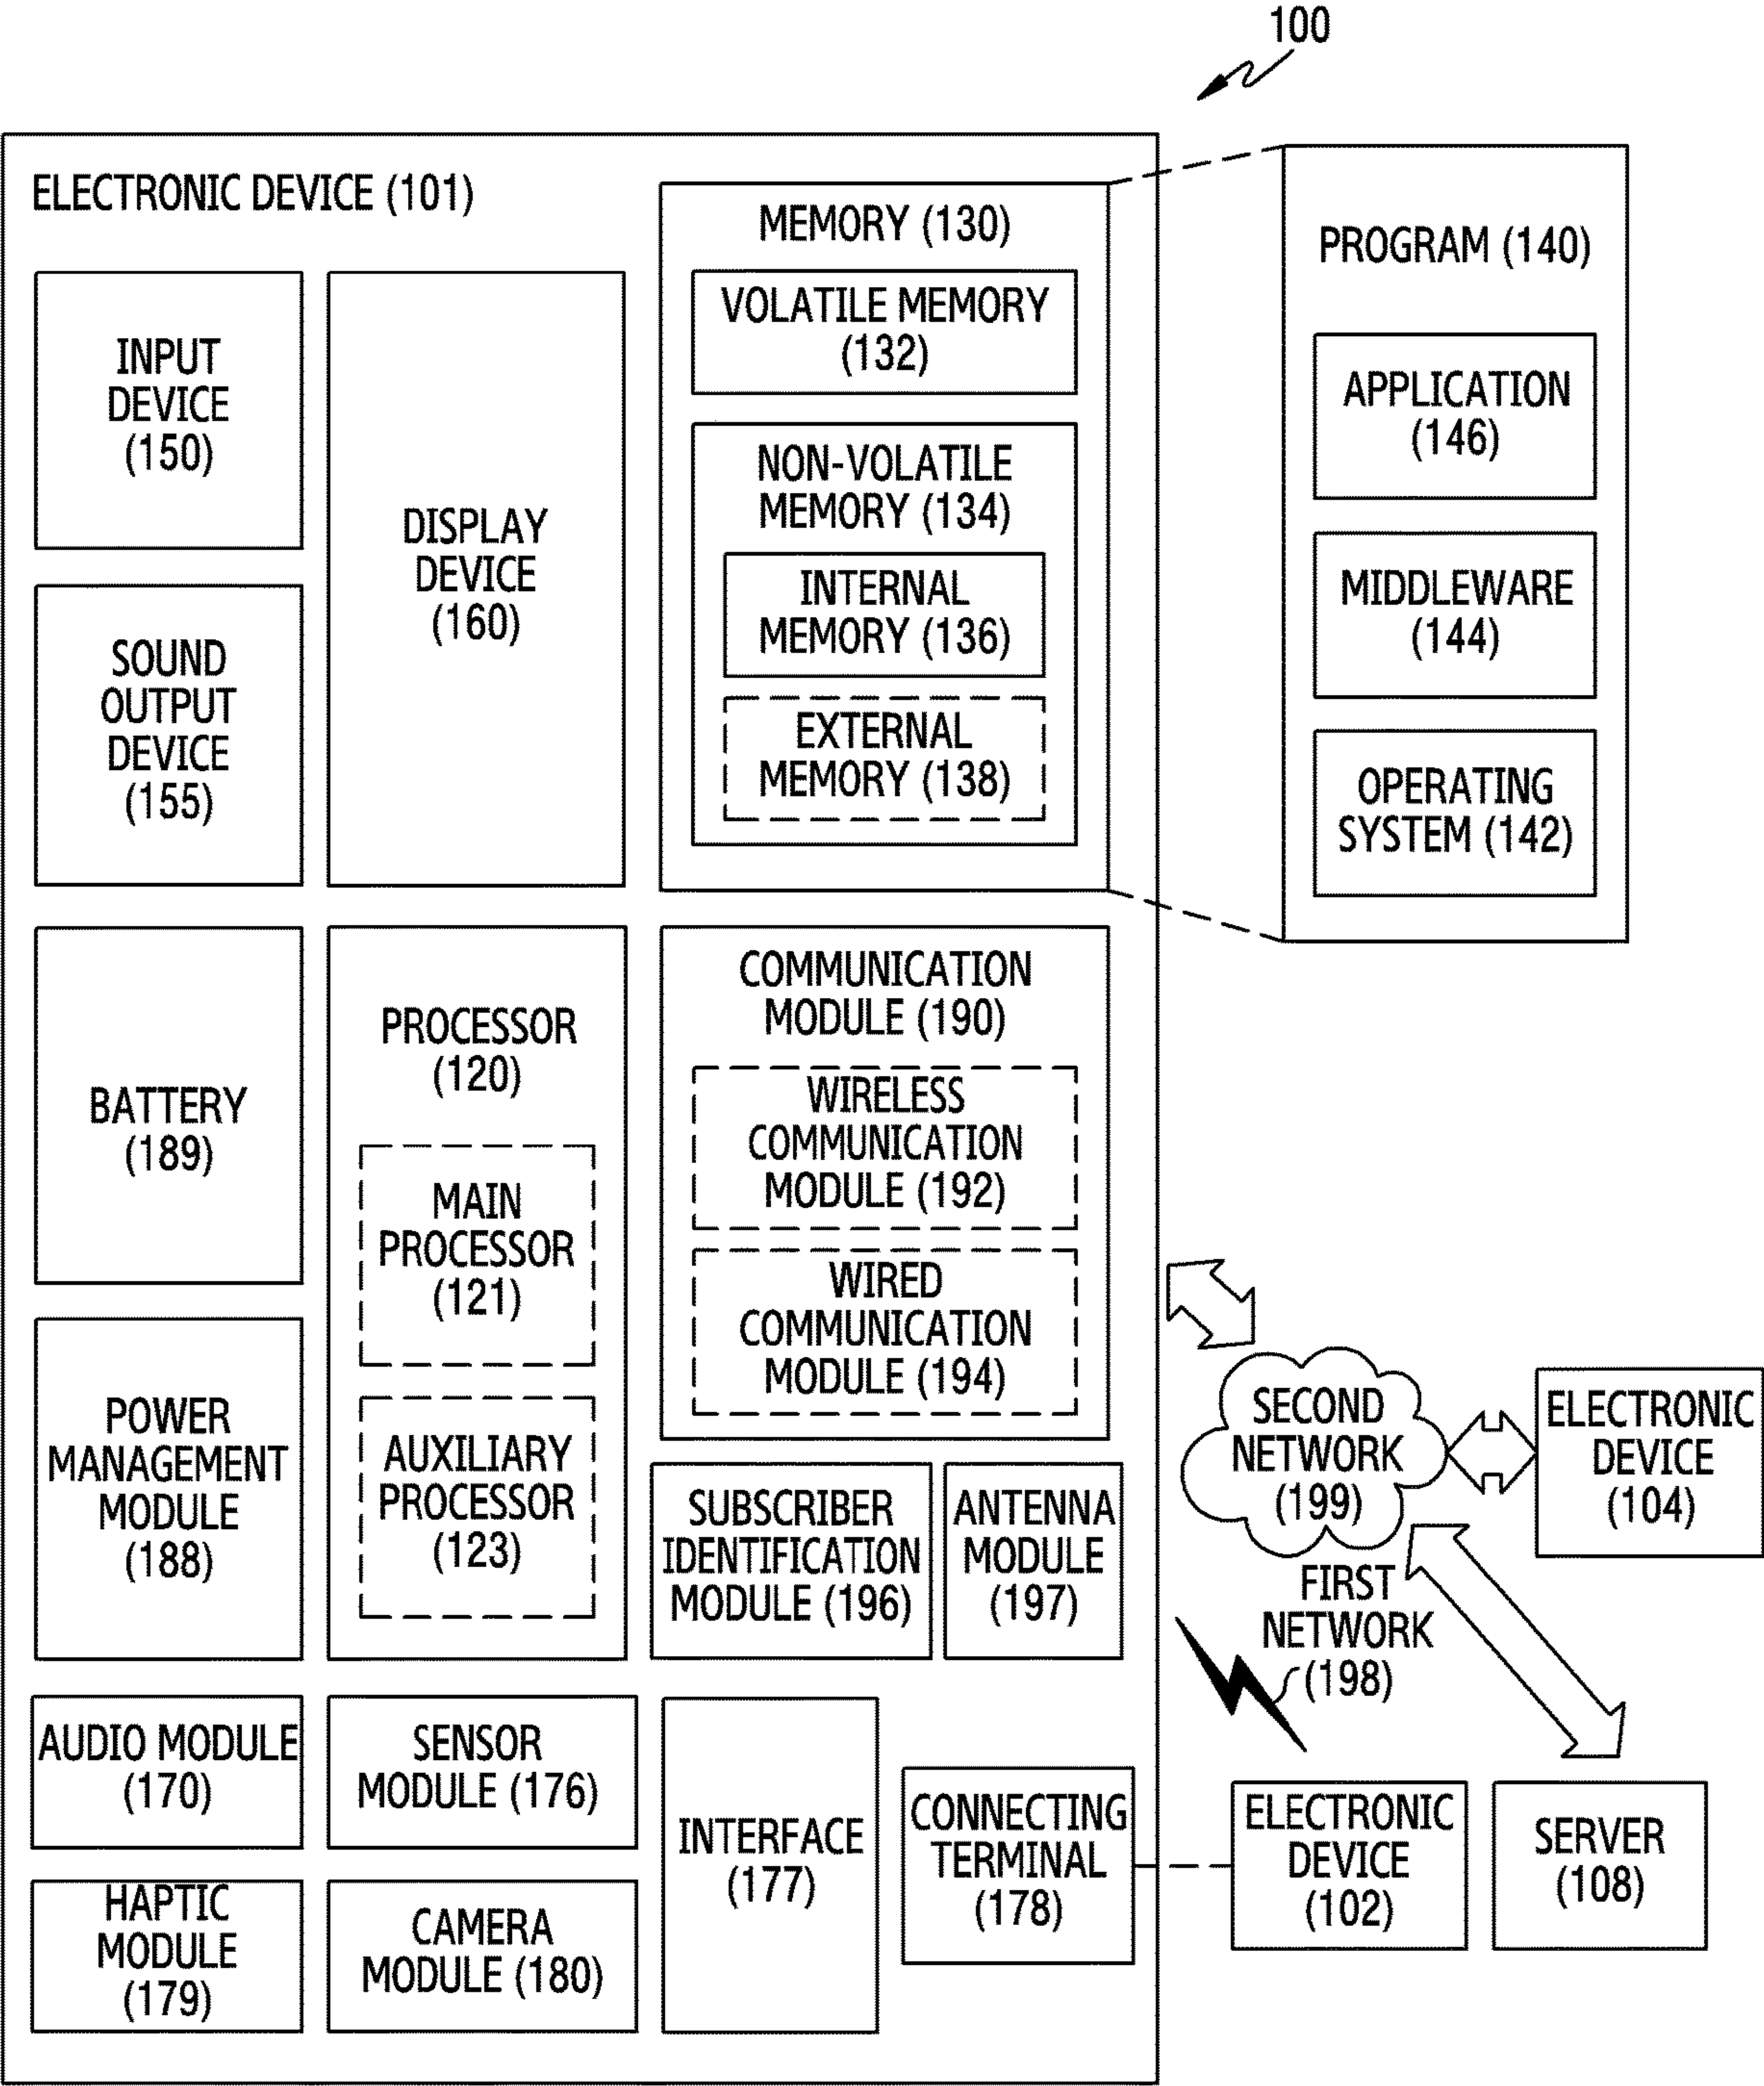 100
ELECTRONIC DEVICE (101)
INPUT
DEVICE
(150)
DISPLAY
DEVICE
(160)
SOUND
OUTPUT
DEVICE
(155)
MEMORY (130)
VOLATILE MEMORY
(132)
NON-VOLATILE
MEMORY (134)
INTERNAL
MEMORY (136)
EXTERNAL
MEMORY (138)
PROGRAM (140)
APPLICATION
(146)
MIDDLEWARE
(144)
OPERATING
SYSTEM (142)
BATTERY
(189)
POWER
MANAGEMENT
MODULE
(188)
PROCESSOR
(120)
MAIN
PROCESSOR
(121)
AUXILIARY
PROCESSOR
(123)
COMMUNICATION
MODULE (190)
WIRELESS
COMMUNICATION
MODULE (192)
WIRED
COMMUNICATION
MODULE (194)
SUBSCRIBER
IDENTIFICATION
MODULE (196)
ANTENNA
MODULE
(197)
SECOND
NETWORK
(199)
ELECTRONIC
DEVICE
(104)
FIRST
NETWORK
(198)
AUDIO MODULE
(170)
SENSOR
MODULE (176)
HAPTIC
MODULE
(179)
CAMERA
MODULE (180)
INTERFACE
(177)
CONNECTING
TERMINAL
(178)
ELECTRONIC
DEVICE
(102)
SERVER
(108)